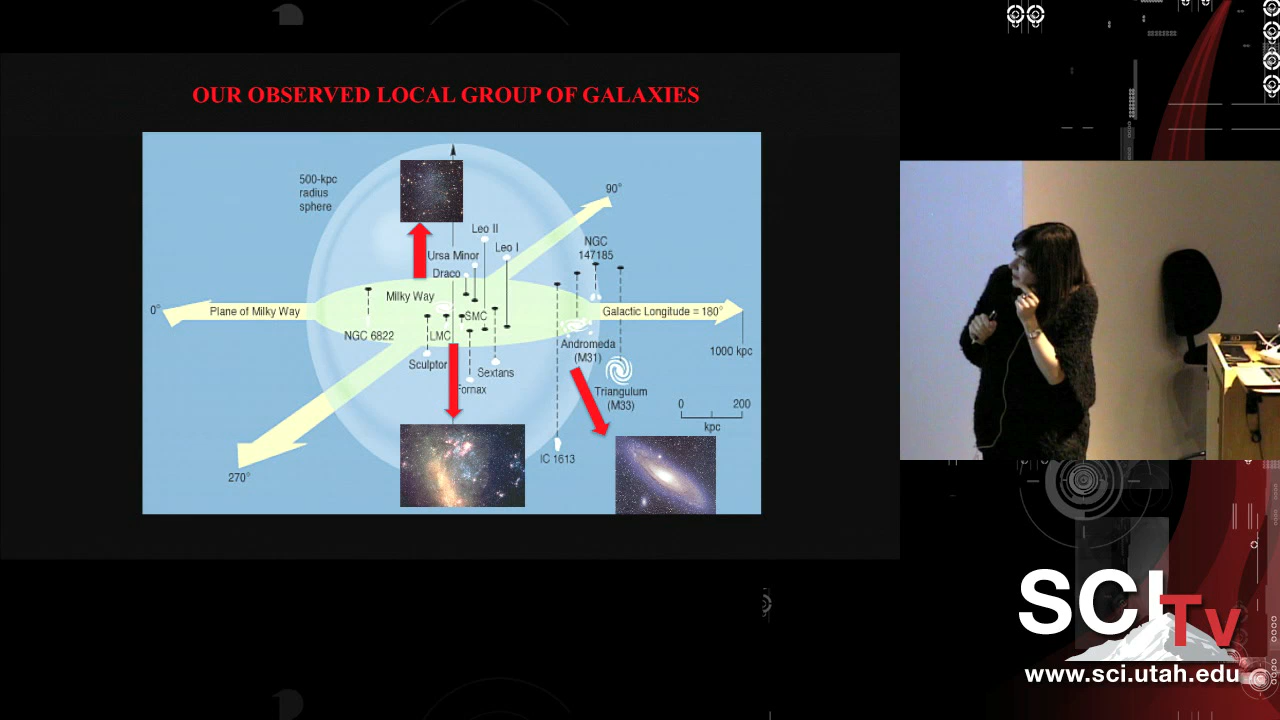 OUR OBSERVED LOCAL GROUP OF GALAXIES
500-kpc
radius
sphere
90°
Leo II
NGC
147185
Leo I
Ursa Minor
Draco
Milky Way
0°
Plane of Milky Way
SMC
Galactic Longitude = 180°
NGC 6822
LMC
Andromeda
(M31)
1000 kpc
Sculptor
Sextans
Fornax
Triangulum
(M33)
0
200
kpc
IC 1613
270°
SCI
TV
www.sci.utah.edu